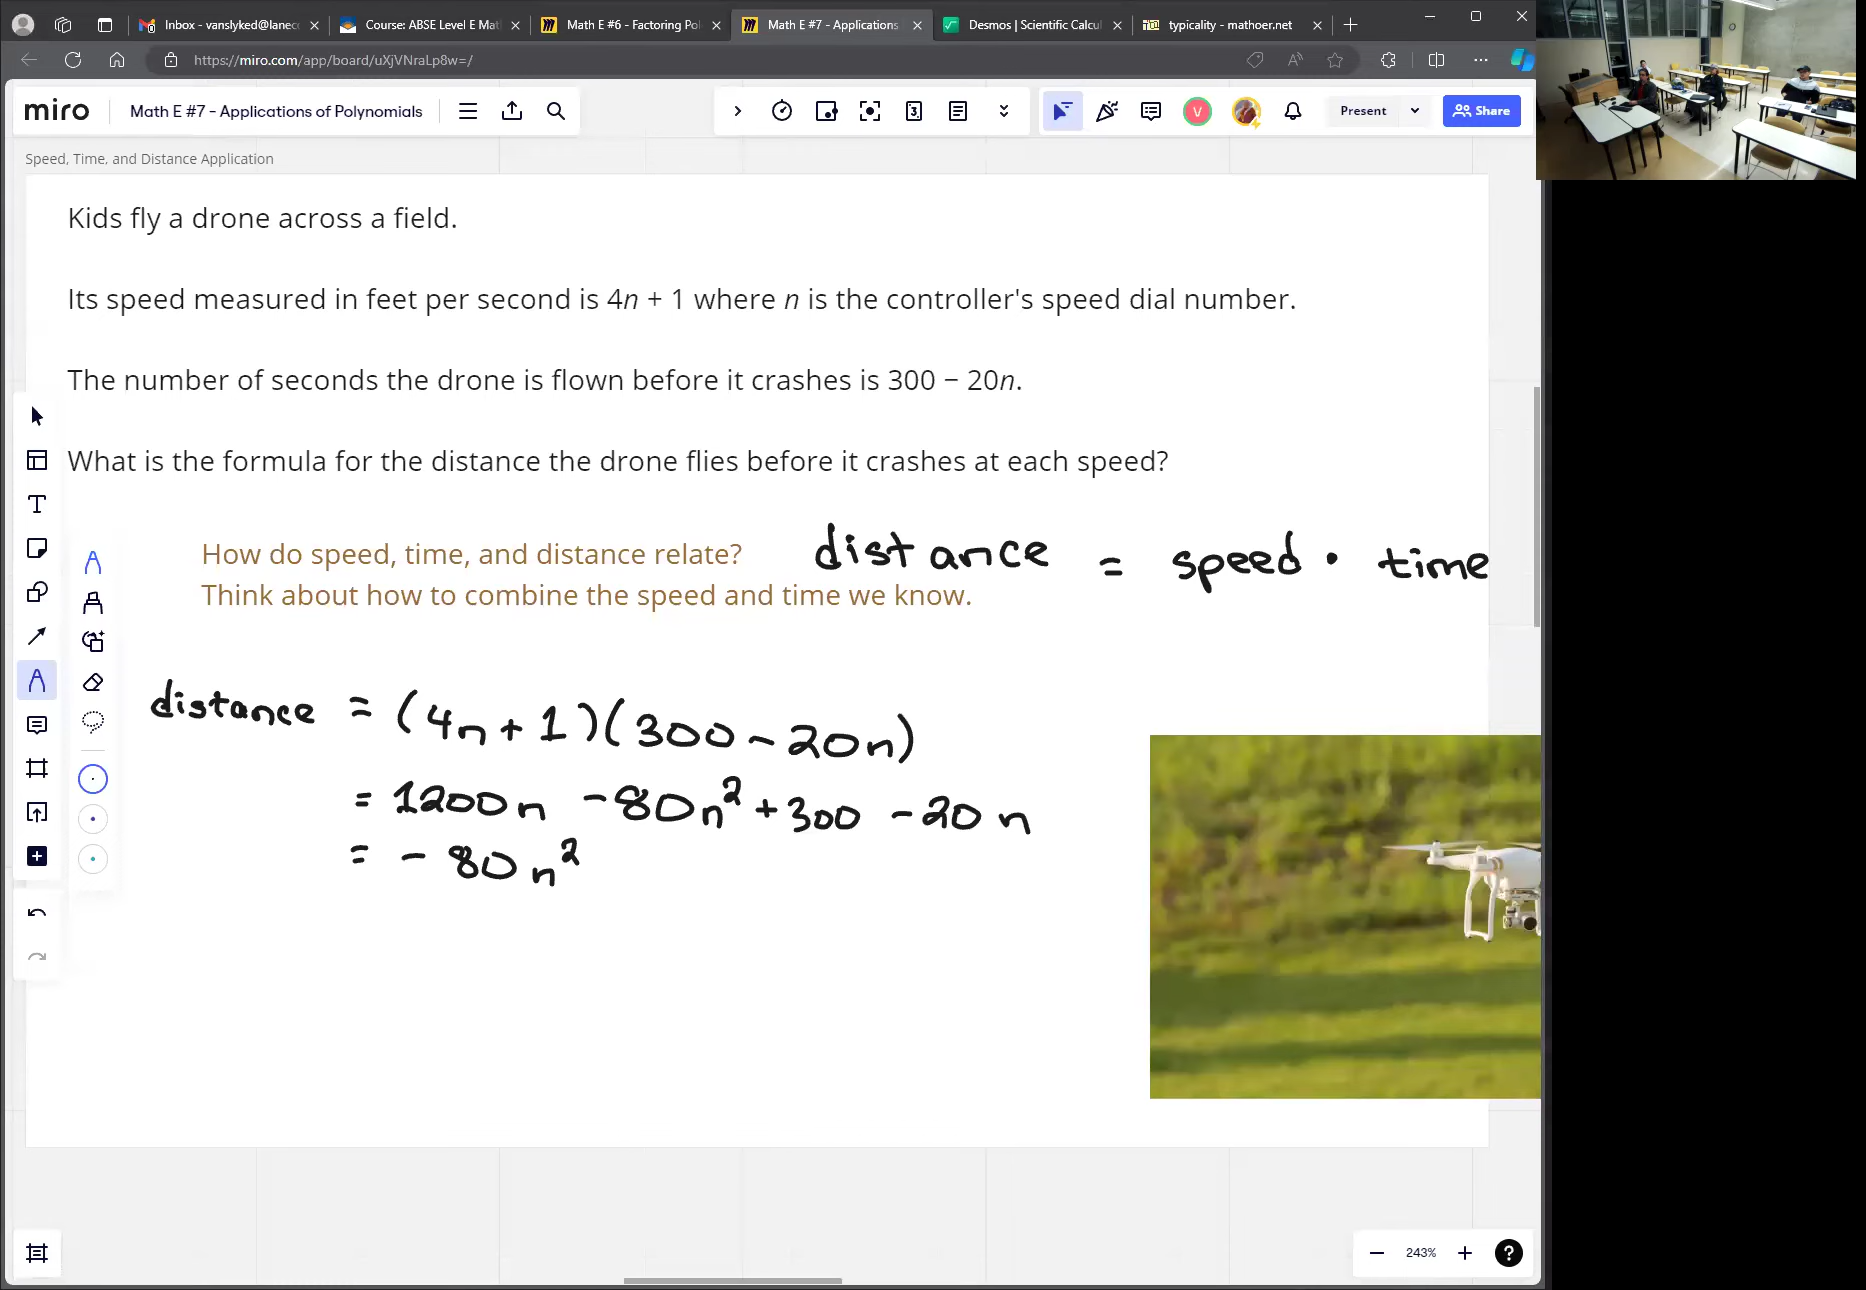 Inbox - vanslyked@lanec
Course: ABSE Level E Mat
Math E #6 - Factoring Pol
Math E #7 - Applications
Desmos | Scientific Calcul
typicality - mathoer.net
https://miro.com/app/board/uXjVNraLp8w=/
miro
Math E #7 - Applications of Polynomials
V
Present
Share
Speed, Time, and Distance Application
Kids fly a drone across a field.
Its speed measured in feet per second is 4n + 1 where n is the controller's speed dial number.
The number of seconds the drone is flown before it crashes is 300 − 20n.
What is the formula for the distance the drone flies before it crashes at each speed?
How do speed, time, and distance relate?
Think about how to combine the speed and time we know.
distance = speed · time
distance = (4n + 1)(300 - 20n)
= 1200n - 80n² + 300 - 20n
= - 80n²
243%